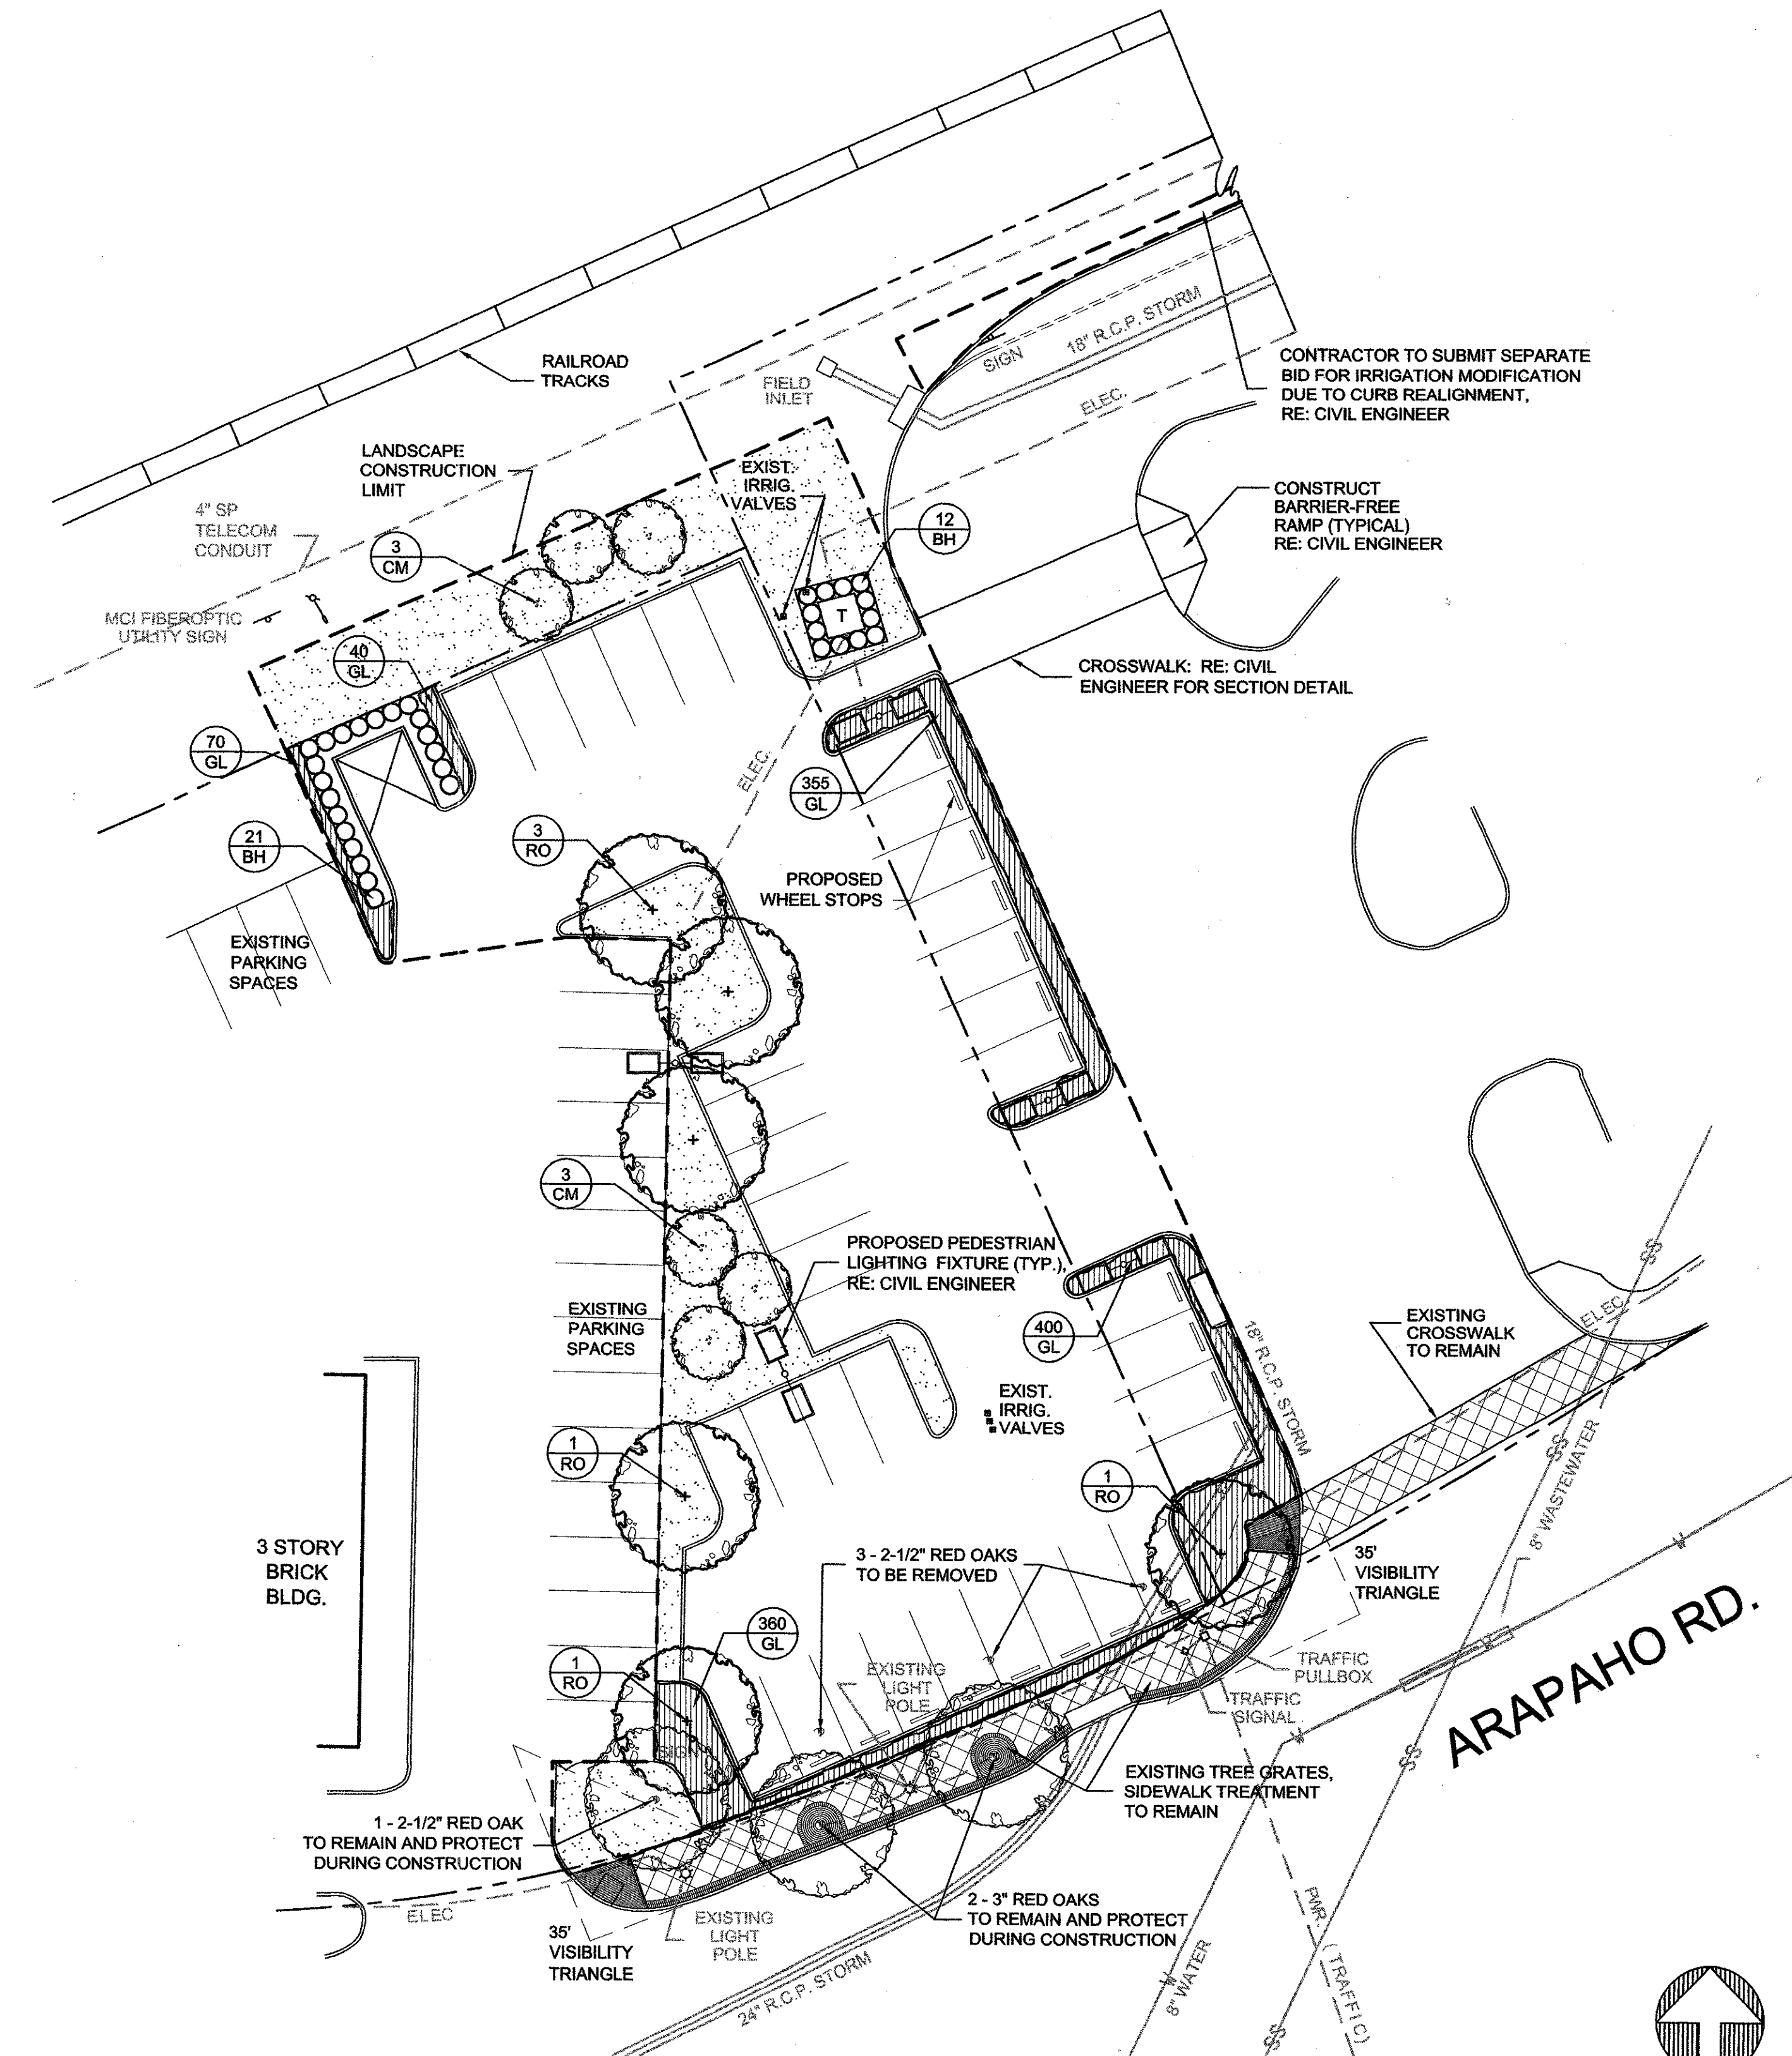 RAILROAD
TRACKS
FIELD
INLET
SIGN
18" R.C.P. STORM
ELEC.
CONTRACTOR TO SUBMIT SEPARATE
BID FOR IRRIGATION MODIFICATION
DUE TO CURB REALIGNMENT,
RE: CIVIL ENGINEER
LANDSCAPE
CONSTRUCTION
LIMIT
EXIST.
IRRIG.
VALVES
CONSTRUCT
BARRIER-FREE
RAMP (TYPICAL)
RE: CIVIL ENGINEER
4" SP
TELECOM
CONDUIT
3
CM
12
BH
T
MCI FIBEROPTIC
UTILITY SIGN
40
GL
CROSSWALK: RE: CIVIL
ENGINEER FOR SECTION DETAIL
70
GL
ELEC.
355
GL
21
BH
3
RO
PROPOSED
WHEEL STOPS
EXISTING
PARKING
SPACES
3
CM
PROPOSED PEDESTRIAN
LIGHTING FIXTURE (TYP.),
RE: CIVIL ENGINEER
EXISTING
PARKING
SPACES
400
GL
18" R.C.P. STORM
SS
ELEC
EXISTING
CROSSWALK
TO REMAIN
EXIST.
IRRIG.
VALVES
1
RO
1
RO
SS
8" WASTEWATER
W
3 STORY
BRICK
BLDG.
3 - 2-1/2" RED OAKS
TO BE REMOVED
35'
VISIBILITY
TRIANGLE
ARAPAHO RD.
360
GL
1
RO
EXISTING
LIGHT
POLE
TRAFFIC
PULLBOX
TRAFFIC
SIGNAL
W
W
SS
SIGN
EXISTING TREE GRATES,
SIDEWALK TREATMENT
TO REMAIN
1 - 2-1/2" RED OAK
TO REMAIN AND PROTECT
DURING CONSTRUCTION
ELEC
35'
VISIBILITY
TRIANGLE
EXISTING
LIGHT
POLE
2 - 3" RED OAKS
TO REMAIN AND PROTECT
DURING CONSTRUCTION
24" R.C.P. STORM
W
8" WATER
PWR. (TRAFFIC)
SS